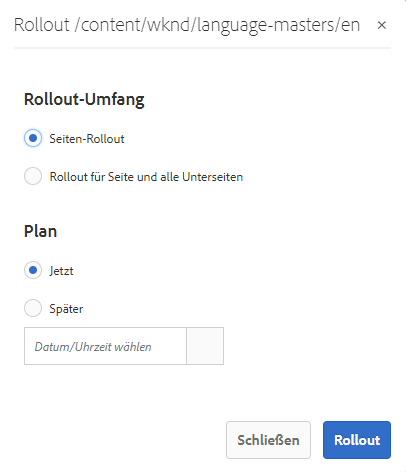 Rollout /content/wknd/language-masters/en ×
Rollout-Umfang
Seiten-Rollout
Rollout für Seite und alle Unterseiten
Plan
Jetzt
Später
Datum/Uhrzeit wählen
Schließen Rollout